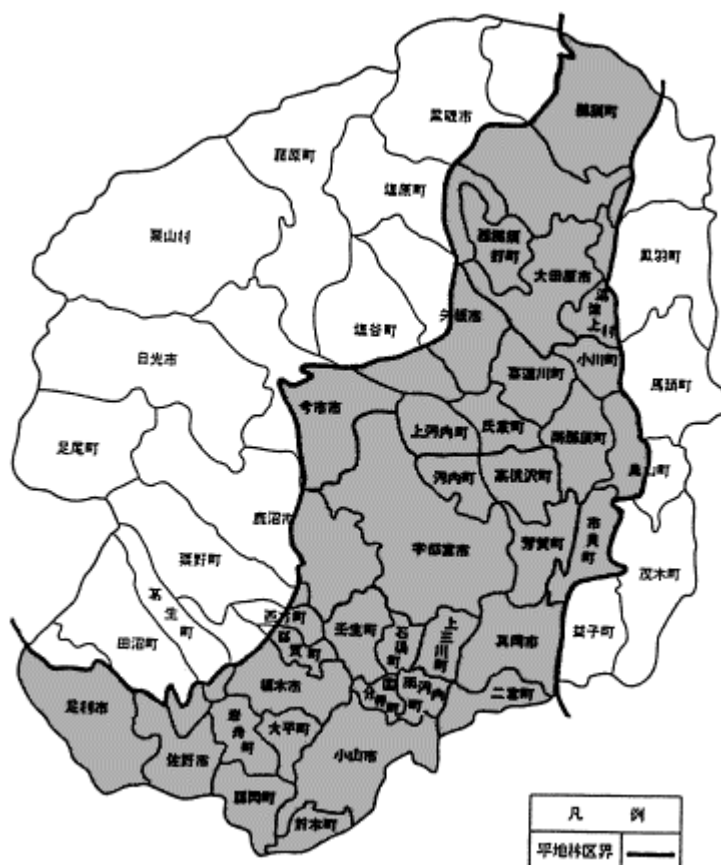 那須町
黒磯市
藤原町
塩原町
栗山村
西那須
野町
大田原市
黒羽町
湯津上村
矢板市
塩谷町
日光市
喜連川町
小川町
馬頭町
今市市
上河内町
氏家町
南那須町
足尾町
烏山町
河内町
高根沢町
鹿沼市
宇都宮市
芳賀町
市貝町
粟野町
茂木町
葛生町
西方町
田沼町
都賀町
壬生町
石橋町
上三川町
真岡市
益子町
栃木市
国分寺町
南河内町
二宮町
足利市
岩舟町
大平町
佐野市
小山市
藤岡町
野木町
凡 例
平地林区界